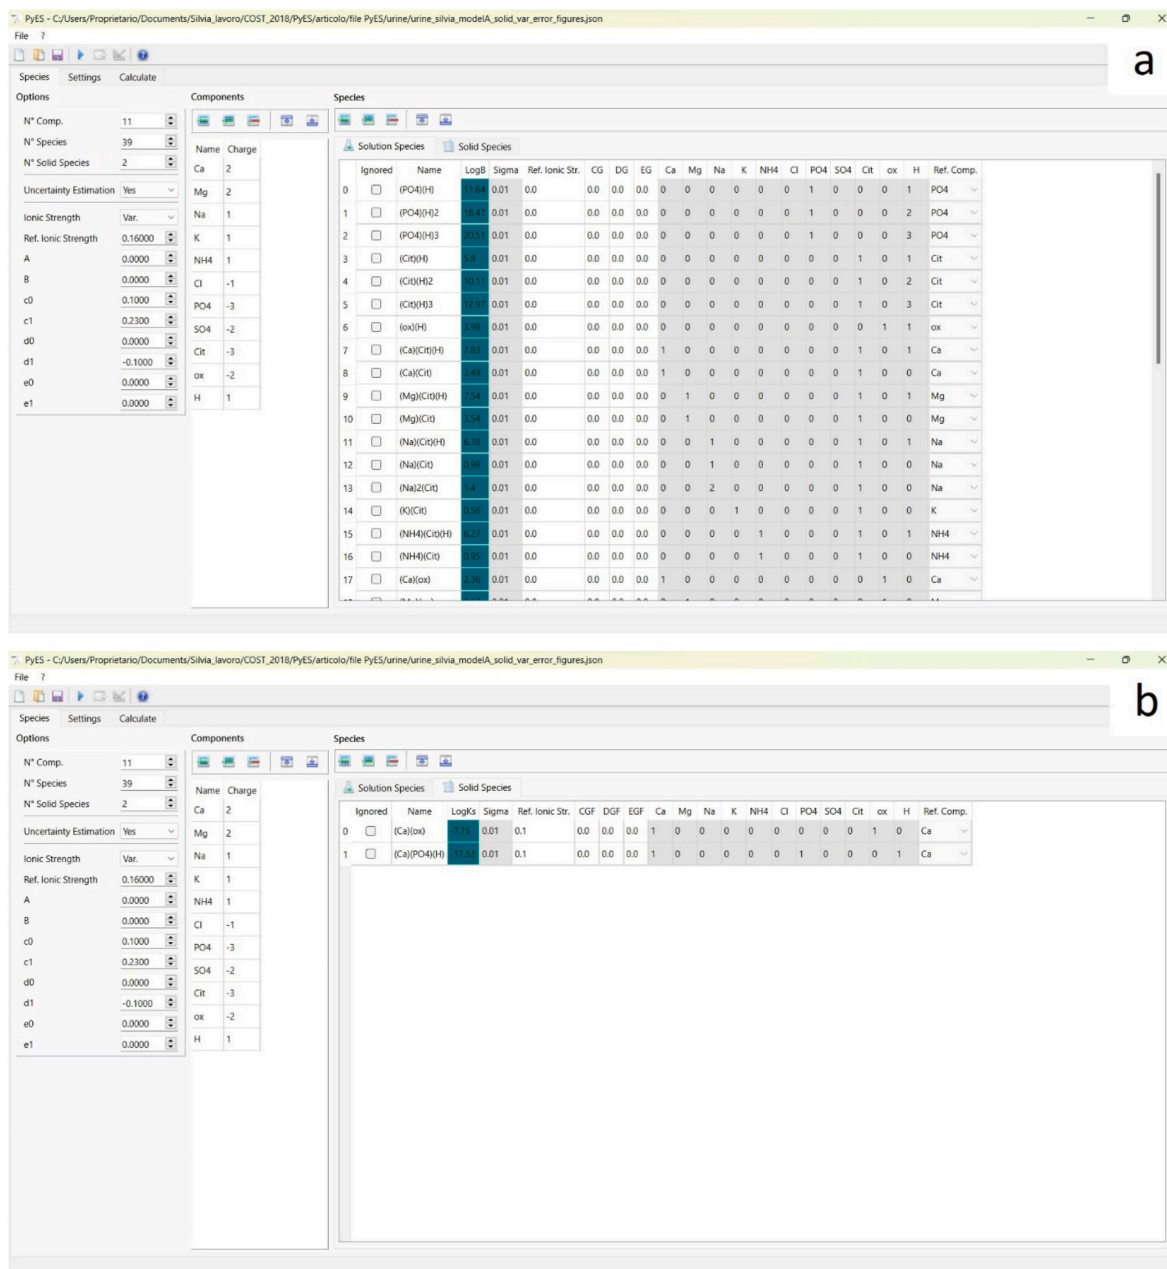 PyES - C:/Users/Proprietario/Documents/Silvia_lavoro/COST_2018/PyES/articolo/file PyES/urine/urine_silvia_modelA_solid_var_error_figures.json
File ?
a
Species Settings Calculate
Options Components Species
N° Comp. 11
N° Species 39
N° Solid Species 2
Uncertainty Estimation Yes
Ionic Strength Var.
Ref. Ionic Strength 0.16000
A 0.0000
B 0.0000
c0 0.1000
c1 0.2300
d0 0.0000
d1 -0.1000
e0 0.0000
e1 0.0000
Name Charge
Ca 2
Mg 2
Na 1
K 1
NH4 1
Cl -1
PO4 -3
SO4 -2
Cit -3
ox -2
H 1
Solution Species Solid Species
Ignored Name LogB Sigma Ref. Ionic Str. CG DG EG Ca Mg Na K NH4 Cl PO4 SO4 Cit ox H Ref. Comp.
0 (PO4)(H) 11.64 0.01 0.0 0.0 0.0 0.0 0 0 0 0 0 0 1 0 0 0 1 PO4
1 (PO4)(H)2 18.47 0.01 0.0 0.0 0.0 0.0 0 0 0 0 0 0 1 0 0 0 2 PO4
2 (PO4)(H)3 20.51 0.01 0.0 0.0 0.0 0.0 0 0 0 0 0 0 1 0 0 0 3 PO4
3 (Cit)(H) 5.9 0.01 0.0 0.0 0.0 0.0 0 0 0 0 0 0 0 0 1 0 1 Cit
4 (Cit)(H)2 10.11 0.01 0.0 0.0 0.0 0.0 0 0 0 0 0 0 0 0 1 0 2 Cit
5 (Cit)(H)3 12.97 0.01 0.0 0.0 0.0 0.0 0 0 0 0 0 0 0 0 1 0 3 Cit
6 (ox)(H) 3.98 0.01 0.0 0.0 0.0 0.0 0 0 0 0 0 0 0 0 0 1 1 ox
7 (Ca)(Cit)(H) 7.83 0.01 0.0 0.0 0.0 0.0 1 0 0 0 0 0 0 0 1 0 1 Ca
8 (Ca)(Cit) 3.49 0.01 0.0 0.0 0.0 0.0 1 0 0 0 0 0 0 0 1 0 0 Ca
9 (Mg)(Cit)(H) 7.54 0.01 0.0 0.0 0.0 0.0 0 1 0 0 0 0 0 0 1 0 1 Mg
10 (Mg)(Cit) 3.54 0.01 0.0 0.0 0.0 0.0 0 1 0 0 0 0 0 0 1 0 0 Mg
11 (Na)(Cit)(H) 6.38 0.01 0.0 0.0 0.0 0.0 0 0 1 0 0 0 0 0 1 0 1 Na
12 (Na)(Cit) 0.98 0.01 0.0 0.0 0.0 0.0 0 0 1 0 0 0 0 0 1 0 0 Na
13 (Na)2(Cit) 1.4 0.01 0.0 0.0 0.0 0.0 0 0 2 0 0 0 0 0 1 0 0 Na
14 (K)(Cit) 0.56 0.01 0.0 0.0 0.0 0.0 0 0 0 1 0 0 0 0 1 0 0 K
15 (NH4)(Cit)(H) 6.27 0.01 0.0 0.0 0.0 0.0 0 0 0 0 1 0 0 0 1 0 1 NH4
16 (NH4)(Cit) 0.95 0.01 0.0 0.0 0.0 0.0 0 0 0 0 1 0 0 0 1 0 0 NH4
17 (Ca)(ox) 2.36 0.01 0.0 0.0 0.0 0.0 1 0 0 0 0 0 0 0 0 1 0 Ca
PyES - C:/Users/Proprietario/Documents/Silvia_lavoro/COST_2018/PyES/articolo/file PyES/urine/urine_silvia_modelA_solid_var_error_figures.json
File ?
b
Species Settings Calculate
Options Components Species
N° Comp. 11
N° Species 39
N° Solid Species 2
Uncertainty Estimation Yes
Ionic Strength Var.
Ref. Ionic Strength 0.16000
A 0.0000
B 0.0000
c0 0.1000
c1 0.2300
d0 0.0000
d1 -0.1000
e0 0.0000
e1 0.0000
Name Charge
Ca 2
Mg 2
Na 1
K 1
NH4 1
Cl -1
PO4 -3
SO4 -2
Cit -3
ox -2
H 1
Solution Species Solid Species
Ignored Name LogKs Sigma Ref. Ionic Str. CGF DGF EGF Ca Mg Na K NH4 Cl PO4 SO4 Cit ox H Ref. Comp.
0 (Ca)(ox) -7.75 0.01 0.1 0.0 0.0 0.0 1 0 0 0 0 0 0 0 0 1 0 Ca
1 (Ca)(PO4)(H) -17.52 0.01 0.1 0.0 0.0 0.0 1 0 0 0 0 0 1 0 0 0 1 Ca